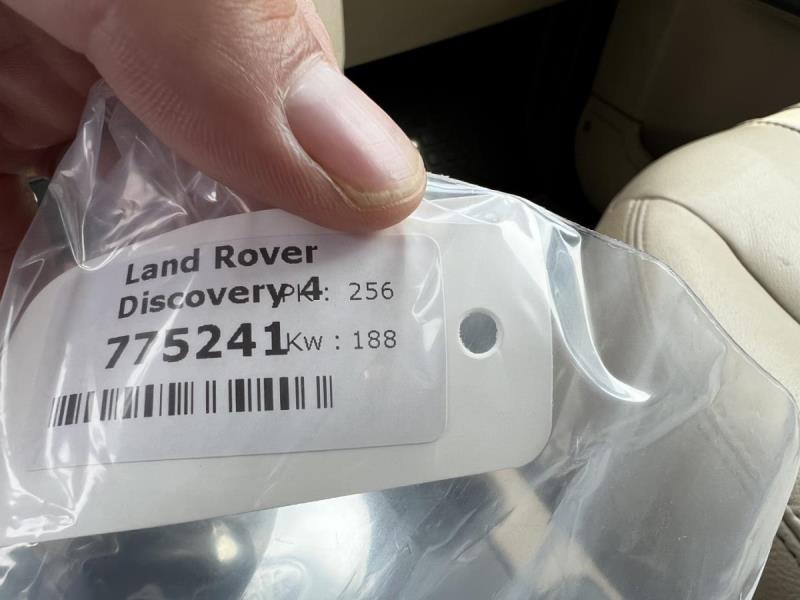 Land Rover
Discovery 4
PK : 256
775241
Kw : 188